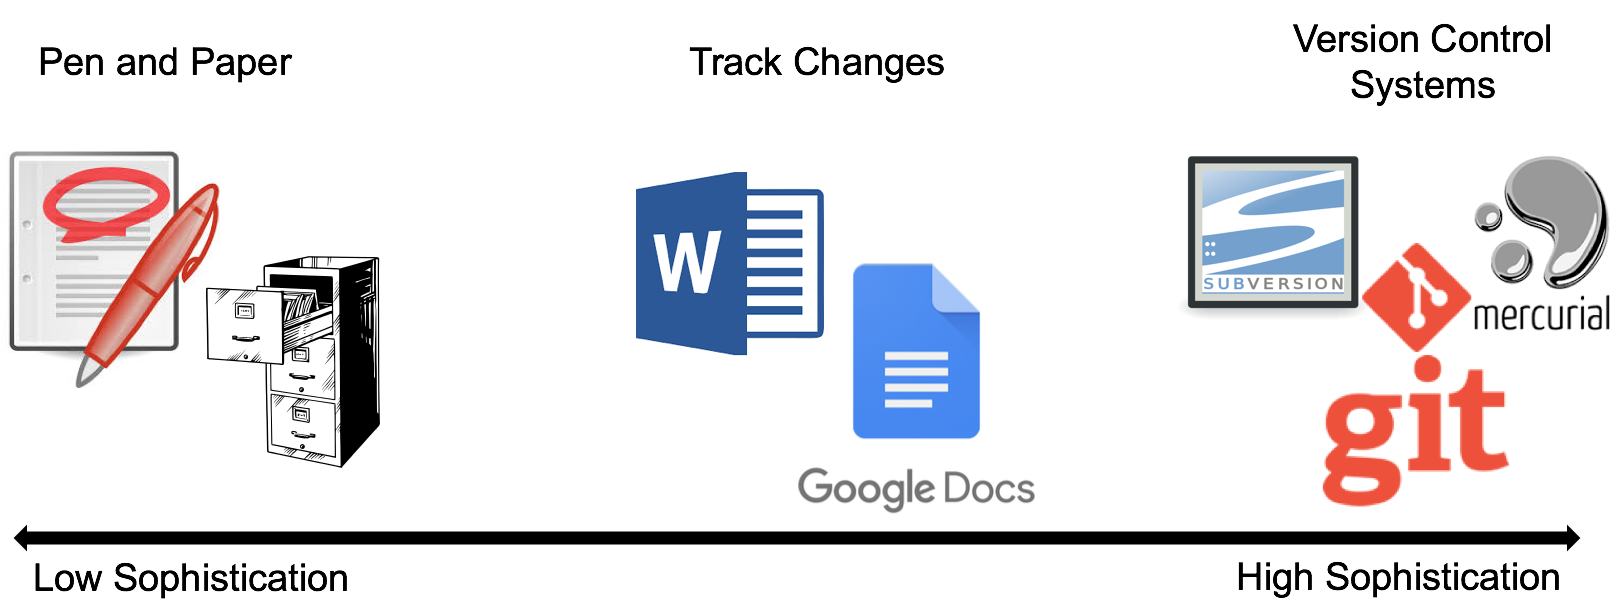 Pen and Paper
Track Changes
Version Control
Systems
W
SUBVERSION
mercurial
git
Google Docs
Low Sophistication
High Sophistication